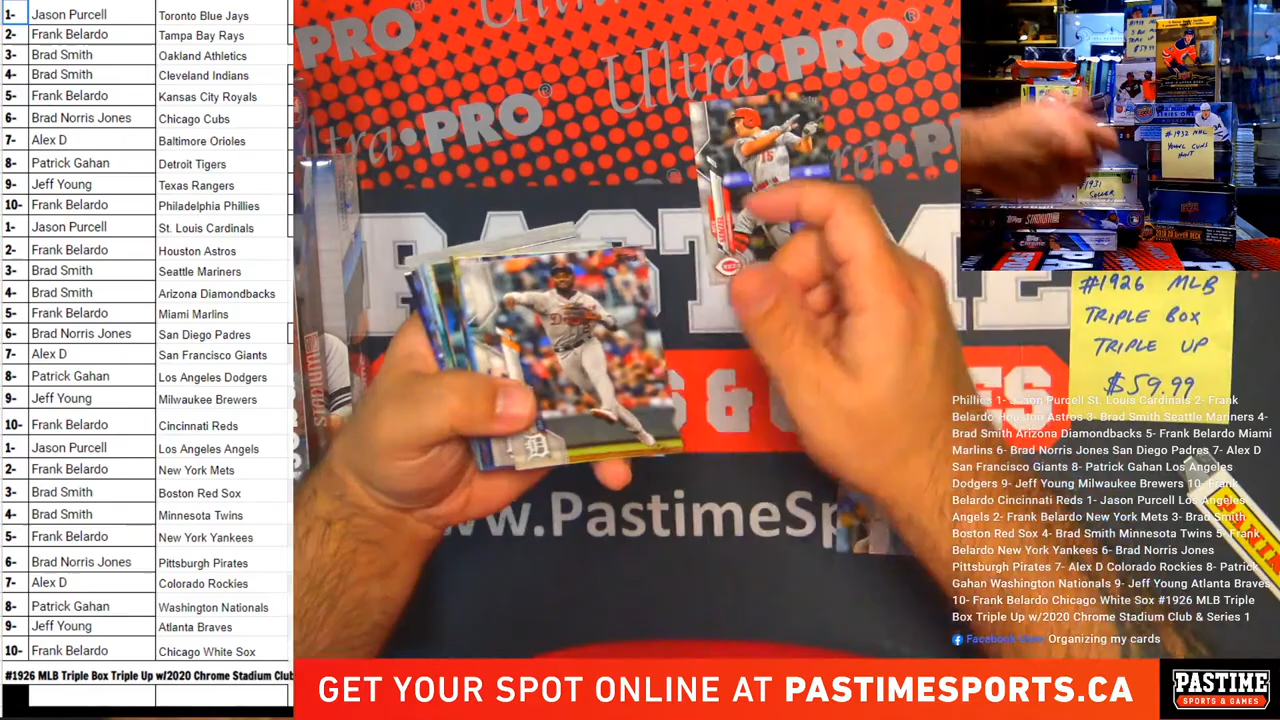 1- Jason Purcell Toronto Blue Jays
2- Frank Belardo Tampa Bay Rays
3- Brad Smith Oakland Athletics
4- Brad Smith Cleveland Indians
5- Frank Belardo Kansas City Royals
6- Brad Norris Jones Chicago Cubs
7- Alex D Baltimore Orioles
8- Patrick Gahan Detroit Tigers
9- Jeff Young Texas Rangers
10- Frank Belardo Philadelphia Phillies
1- Jason Purcell St. Louis Cardinals
2- Frank Belardo Houston Astros
3- Brad Smith Seattle Mariners
4- Brad Smith Arizona Diamondbacks
5- Frank Belardo Miami Marlins
6- Brad Norris Jones San Diego Padres
7- Alex D San Francisco Giants
8- Patrick Gahan Los Angeles Dodgers
9- Jeff Young Milwaukee Brewers
10- Frank Belardo Cincinnati Reds
1- Jason Purcell Los Angeles Angels
2- Frank Belardo New York Mets
3- Brad Smith Boston Red Sox
4- Brad Smith Minnesota Twins
5- Frank Belardo New York Yankees
6- Brad Norris Jones Pittsburgh Pirates
7- Alex D Colorado Rockies
8- Patrick Gahan Washington Nationals
9- Jeff Young Atlanta Braves
10- Frank Belardo Chicago White Sox
#1926 MLB Triple Box Triple Up w/2020 Chrome Stadium Club
PRO
Ultra PRO
PRO
PASTIME
& G ES
www.PastimeSp
#1932 NHL
YOUNG GUNS
HUNT
#1931
SOCCER
#1926 MLB
TRIPLE BOX
TRIPLE UP
$59.99
Phillies 1- Jason Purcell St. Louis Cardinals 2- Frank
Belardo Houston Astros 3- Brad Smith Seattle Mariners 4-
Brad Smith Arizona Diamondbacks 5- Frank Belardo Miami
Marlins 6- Brad Norris Jones San Diego Padres 7- Alex D
San Francisco Giants 8- Patrick Gahan Los Angeles
Dodgers 9- Jeff Young Milwaukee Brewers 10- Frank
Belardo Cincinnati Reds 1- Jason Purcell Los Angeles
Angels 2- Frank Belardo New York Mets 3- Brad Smith
Boston Red Sox 4- Brad Smith Minnesota Twins 5- Frank
Belardo New York Yankees 6- Brad Norris Jones
Pittsburgh Pirates 7- Alex D Colorado Rockies 8- Patrick
Gahan Washington Nationals 9- Jeff Young Atlanta Braves
10- Frank Belardo Chicago White Sox #1926 MLB Triple
Box Triple Up w/2020 Chrome Stadium Club & Series 1
Organizing my cards
GET YOUR SPOT ONLINE AT PASTIMESPORTS.CA
PASTIME
SPORTS & GAMES